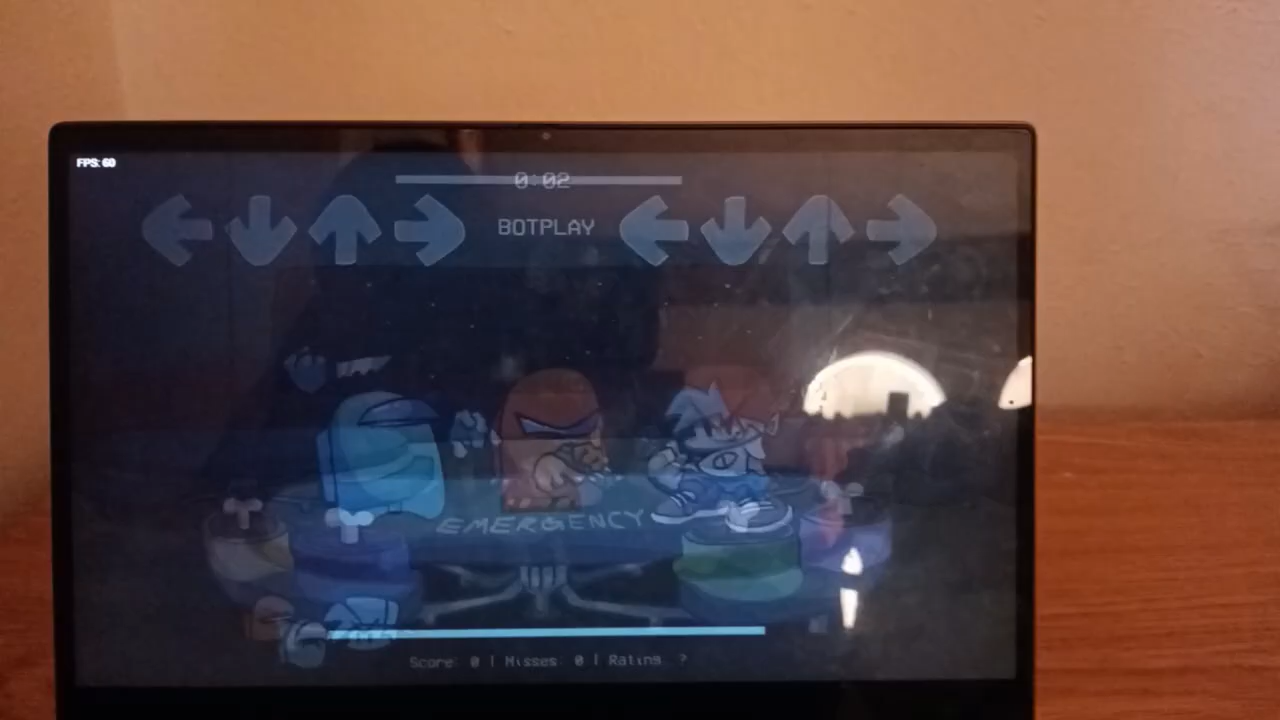 FPS: 60
0:02
BOTPLAY
EMERGENCY
Score: 0 | Misses: 0 | Rating: ?